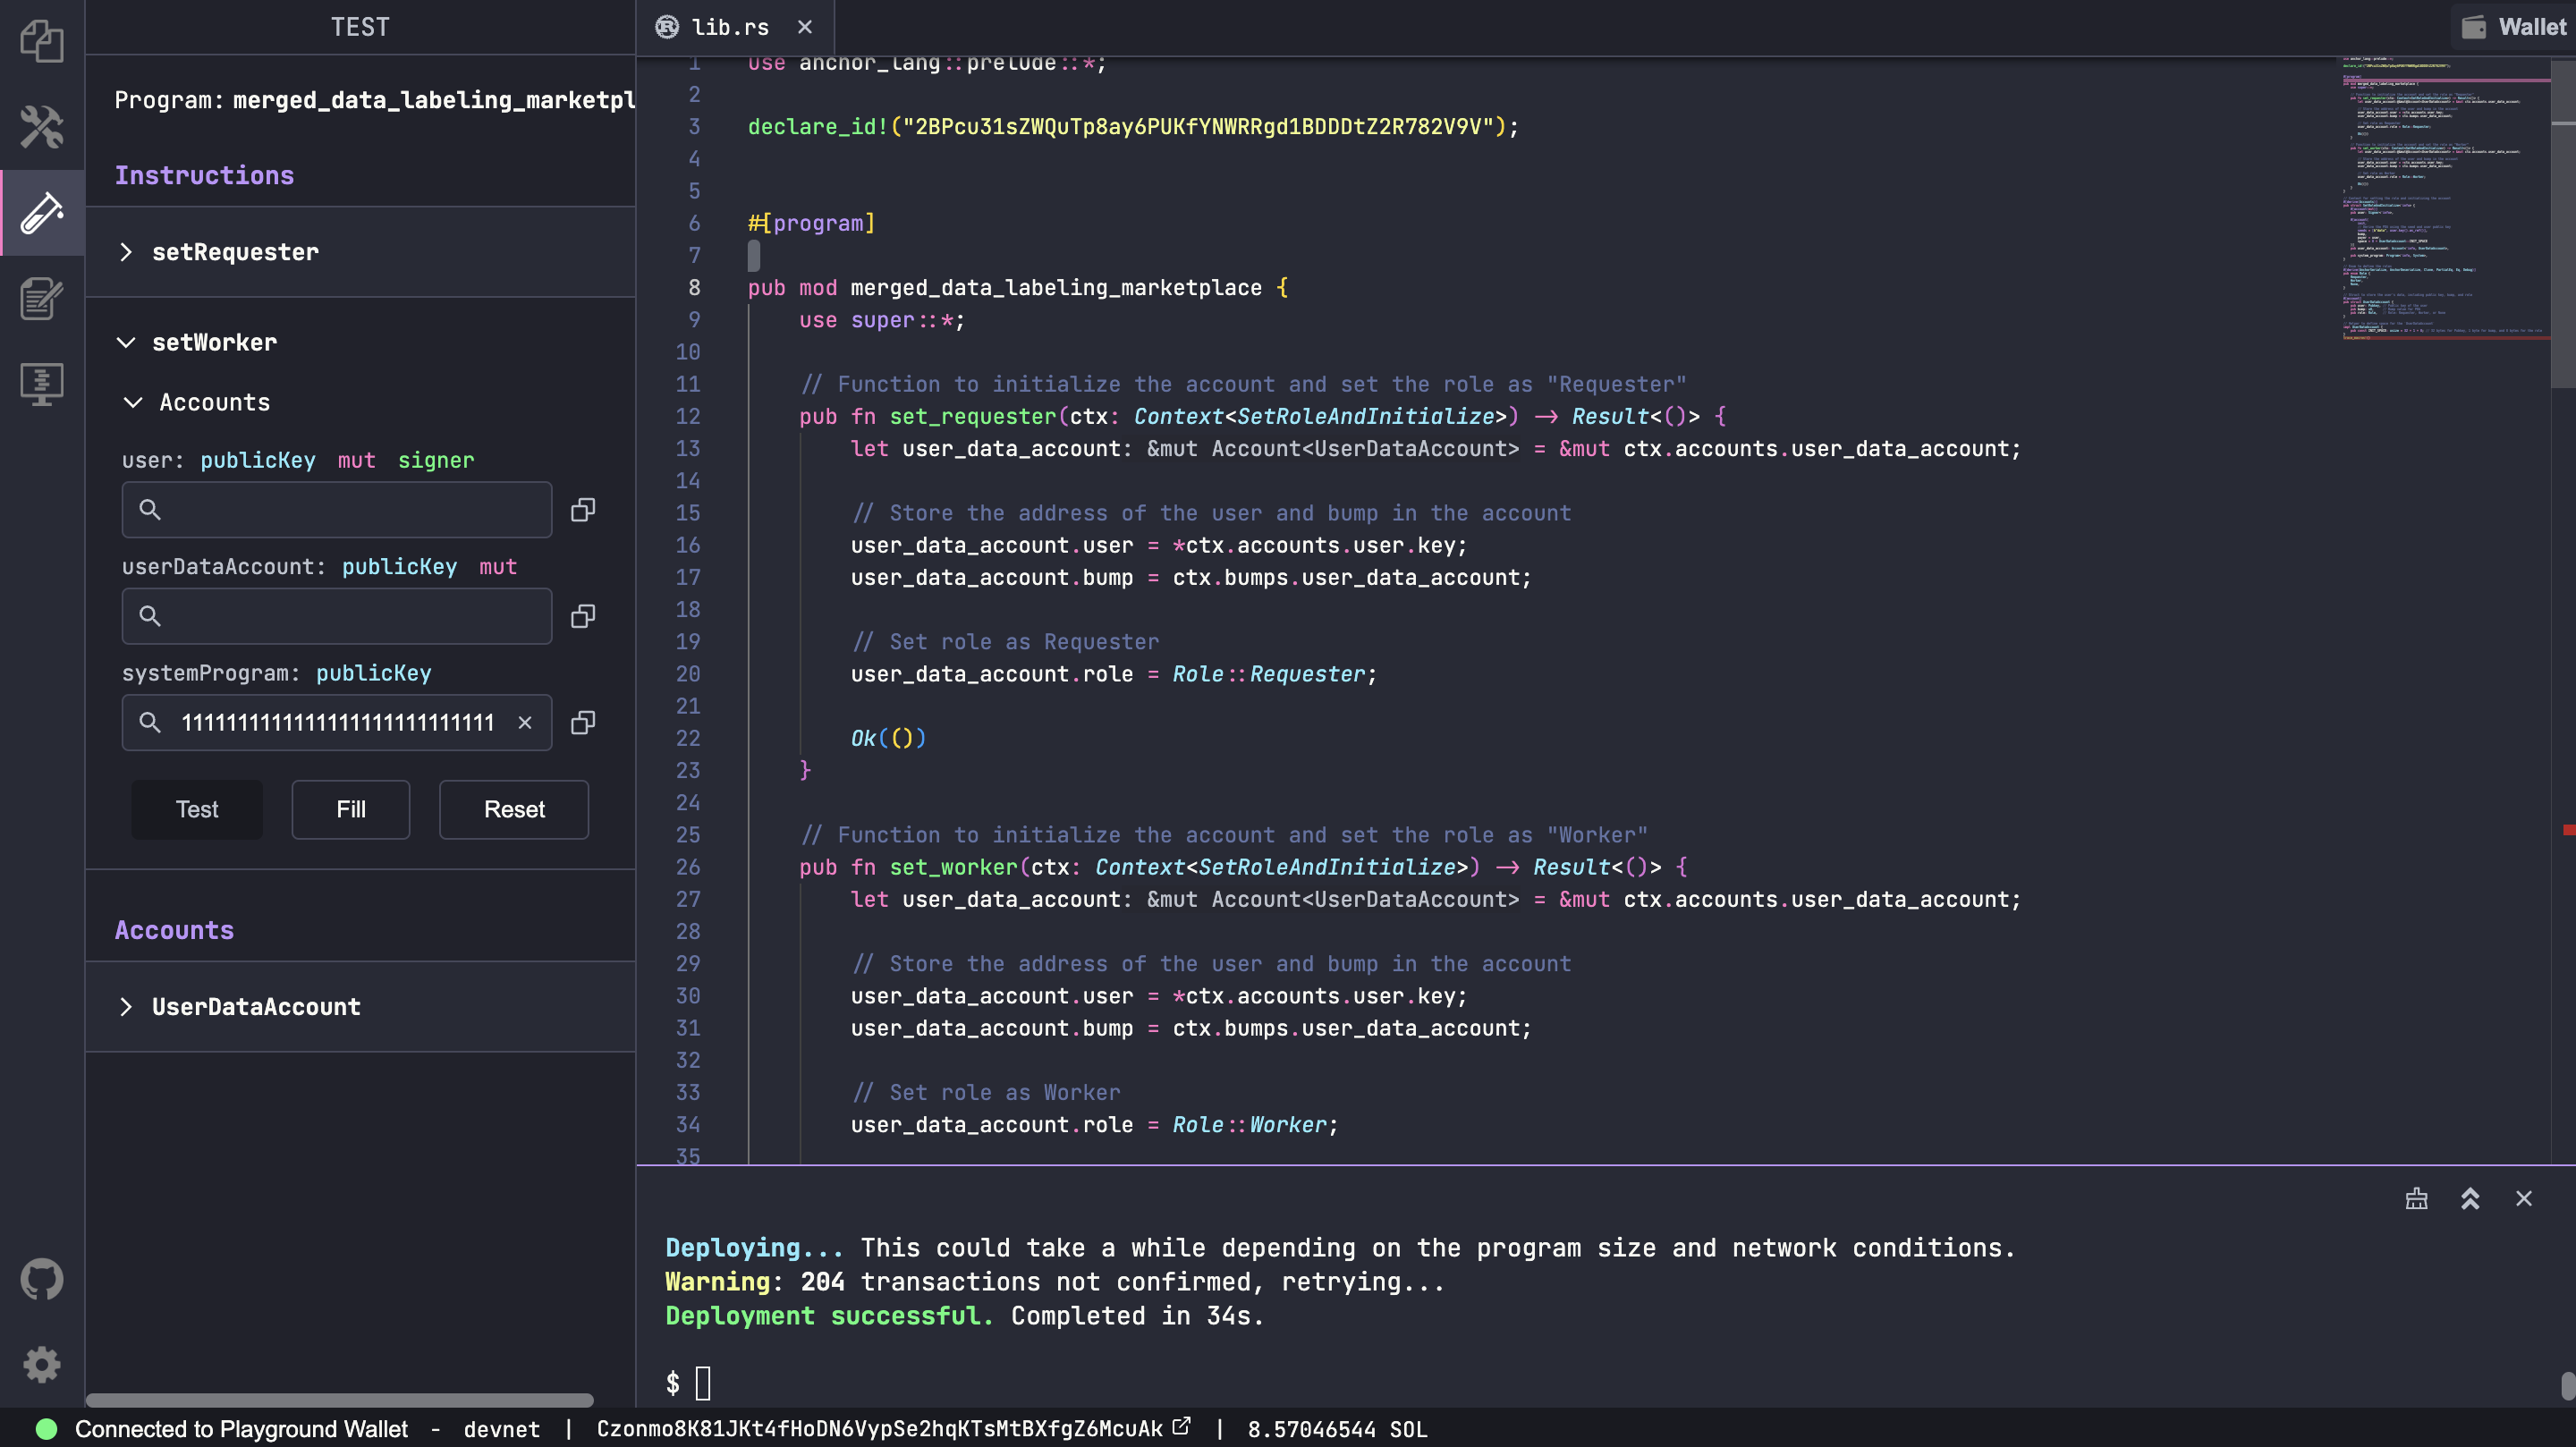 TEST
Program: merged_data_labeling_marketpl
Instructions
setRequester
setWorker
Accounts
user: publicKey mut signer
userDataAccount: publicKey mut
systemProgram: publicKey
Test Fill Reset
Accounts
UserDataAccount
lib.rs
Wallet
1 use anchor_lang::prelude::*;
2
3 declare_id!("2BPcu31sZWQuTp8ay6PUKfYNWRRgd1BDDDtZ2R782V9V");
4
5
6 #[program]
7
8 pub mod merged_data_labeling_marketplace {
9 use super::*;
10
11 // Function to initialize the account and set the role as "Requester"
12 pub fn set_requester(ctx: Context<SetRoleAndInitialize>) -> Result<()> {
13 let user_data_account: &mut Account<UserDataAccount> = &mut ctx.accounts.user_data_account;
14
15 // Store the address of the user and bump in the account
16 user_data_account.user = *ctx.accounts.user.key;
17 user_data_account.bump = ctx.bumps.user_data_account;
18
19 // Set role as Requester
20 user_data_account.role = Role::Requester;
21
22 Ok(())
23 }
24
25 // Function to initialize the account and set the role as "Worker"
26 pub fn set_worker(ctx: Context<SetRoleAndInitialize>) -> Result<()> {
27 let user_data_account: &mut Account<UserDataAccount> = &mut ctx.accounts.user_data_account;
28
29 // Store the address of the user and bump in the account
30 user_data_account.user = *ctx.accounts.user.key;
31 user_data_account.bump = ctx.bumps.user_data_account;
32
33 // Set role as Worker
34 user_data_account.role = Role::Worker;
35
Deploying... This could take a while depending on the program size and network conditions.
Warning: 204 transactions not confirmed, retrying...
Deployment successful. Completed in 34s.
$
Connected to Playground Wallet - devnet | Czonmo8K81JKt4fHoDN6VypSe2hqKTsMtBXfgZ6McuAk | 8.57046544 SOL